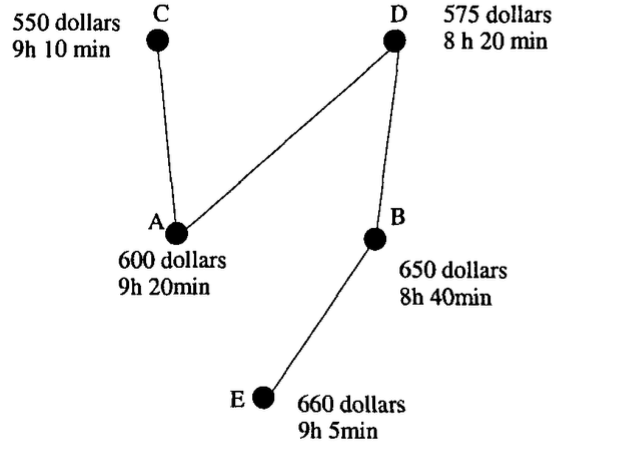 C
550 dollars
9h 10 min
D
575 dollars
8 h 20 min
A
600 dollars
9h 20min
B
650 dollars
8h 40min
E
660 dollars
9h 5min